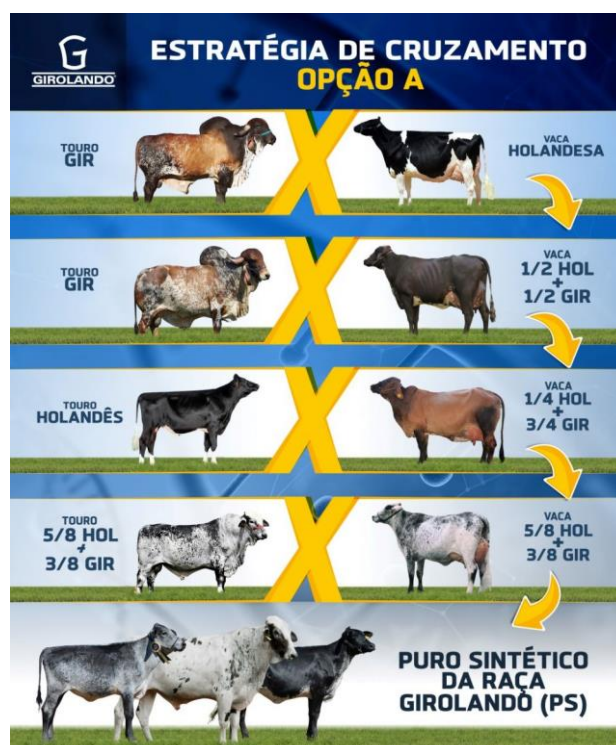 GIROLANDO
ESTRATÉGIA DE CRUZAMENTO
OPÇÃO A
TOURO
GIR
VACA
HOLANDESA
TOURO
GIR
VACA
1/2 HOL
+
1/2 GIR
TOURO
HOLANDÊS
VACA
1/4 HOL
+
3/4 GIR
TOURO
5/8 HOL
+
3/8 GIR
VACA
5/8 HOL
+
3/8 GIR
PURO SINTÉTICO
DA RAÇA
GIROLANDO (PS)